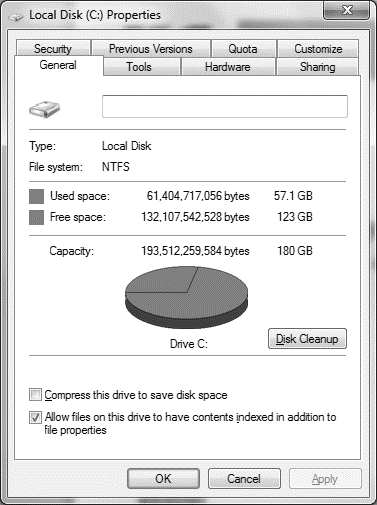 Local Disk (C:) Properties
Security Previous Versions Quota Customize
General Tools Hardware Sharing
Type: Local Disk
File system: NTFS
Used space: 61,404,717,056 bytes 57.1 GB
Free space: 132,107,542,528 bytes 123 GB
Capacity: 193,512,259,584 bytes 180 GB
Drive C:
Disk Cleanup
Compress this drive to save disk space
Allow files on this drive to have contents indexed in addition to
file properties
OK Cancel Apply